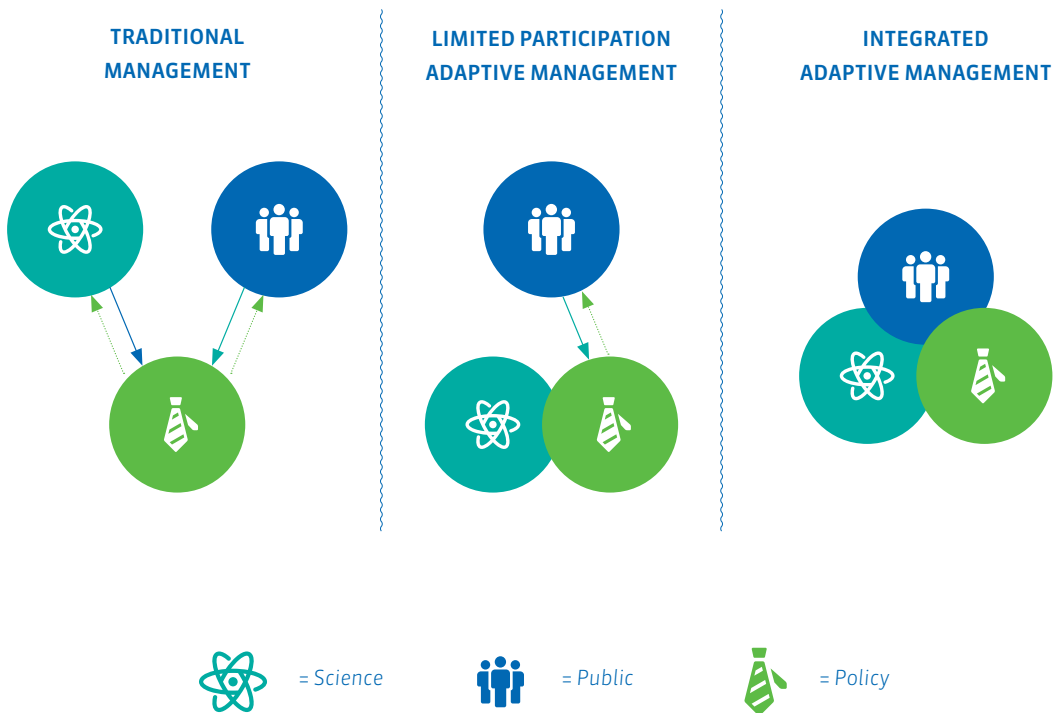 TRADITIONAL
MANAGEMENT
LIMITED PARTICIPATION
ADAPTIVE MANAGEMENT
INTEGRATED
ADAPTIVE MANAGEMENT
= Science
= Public
= Policy